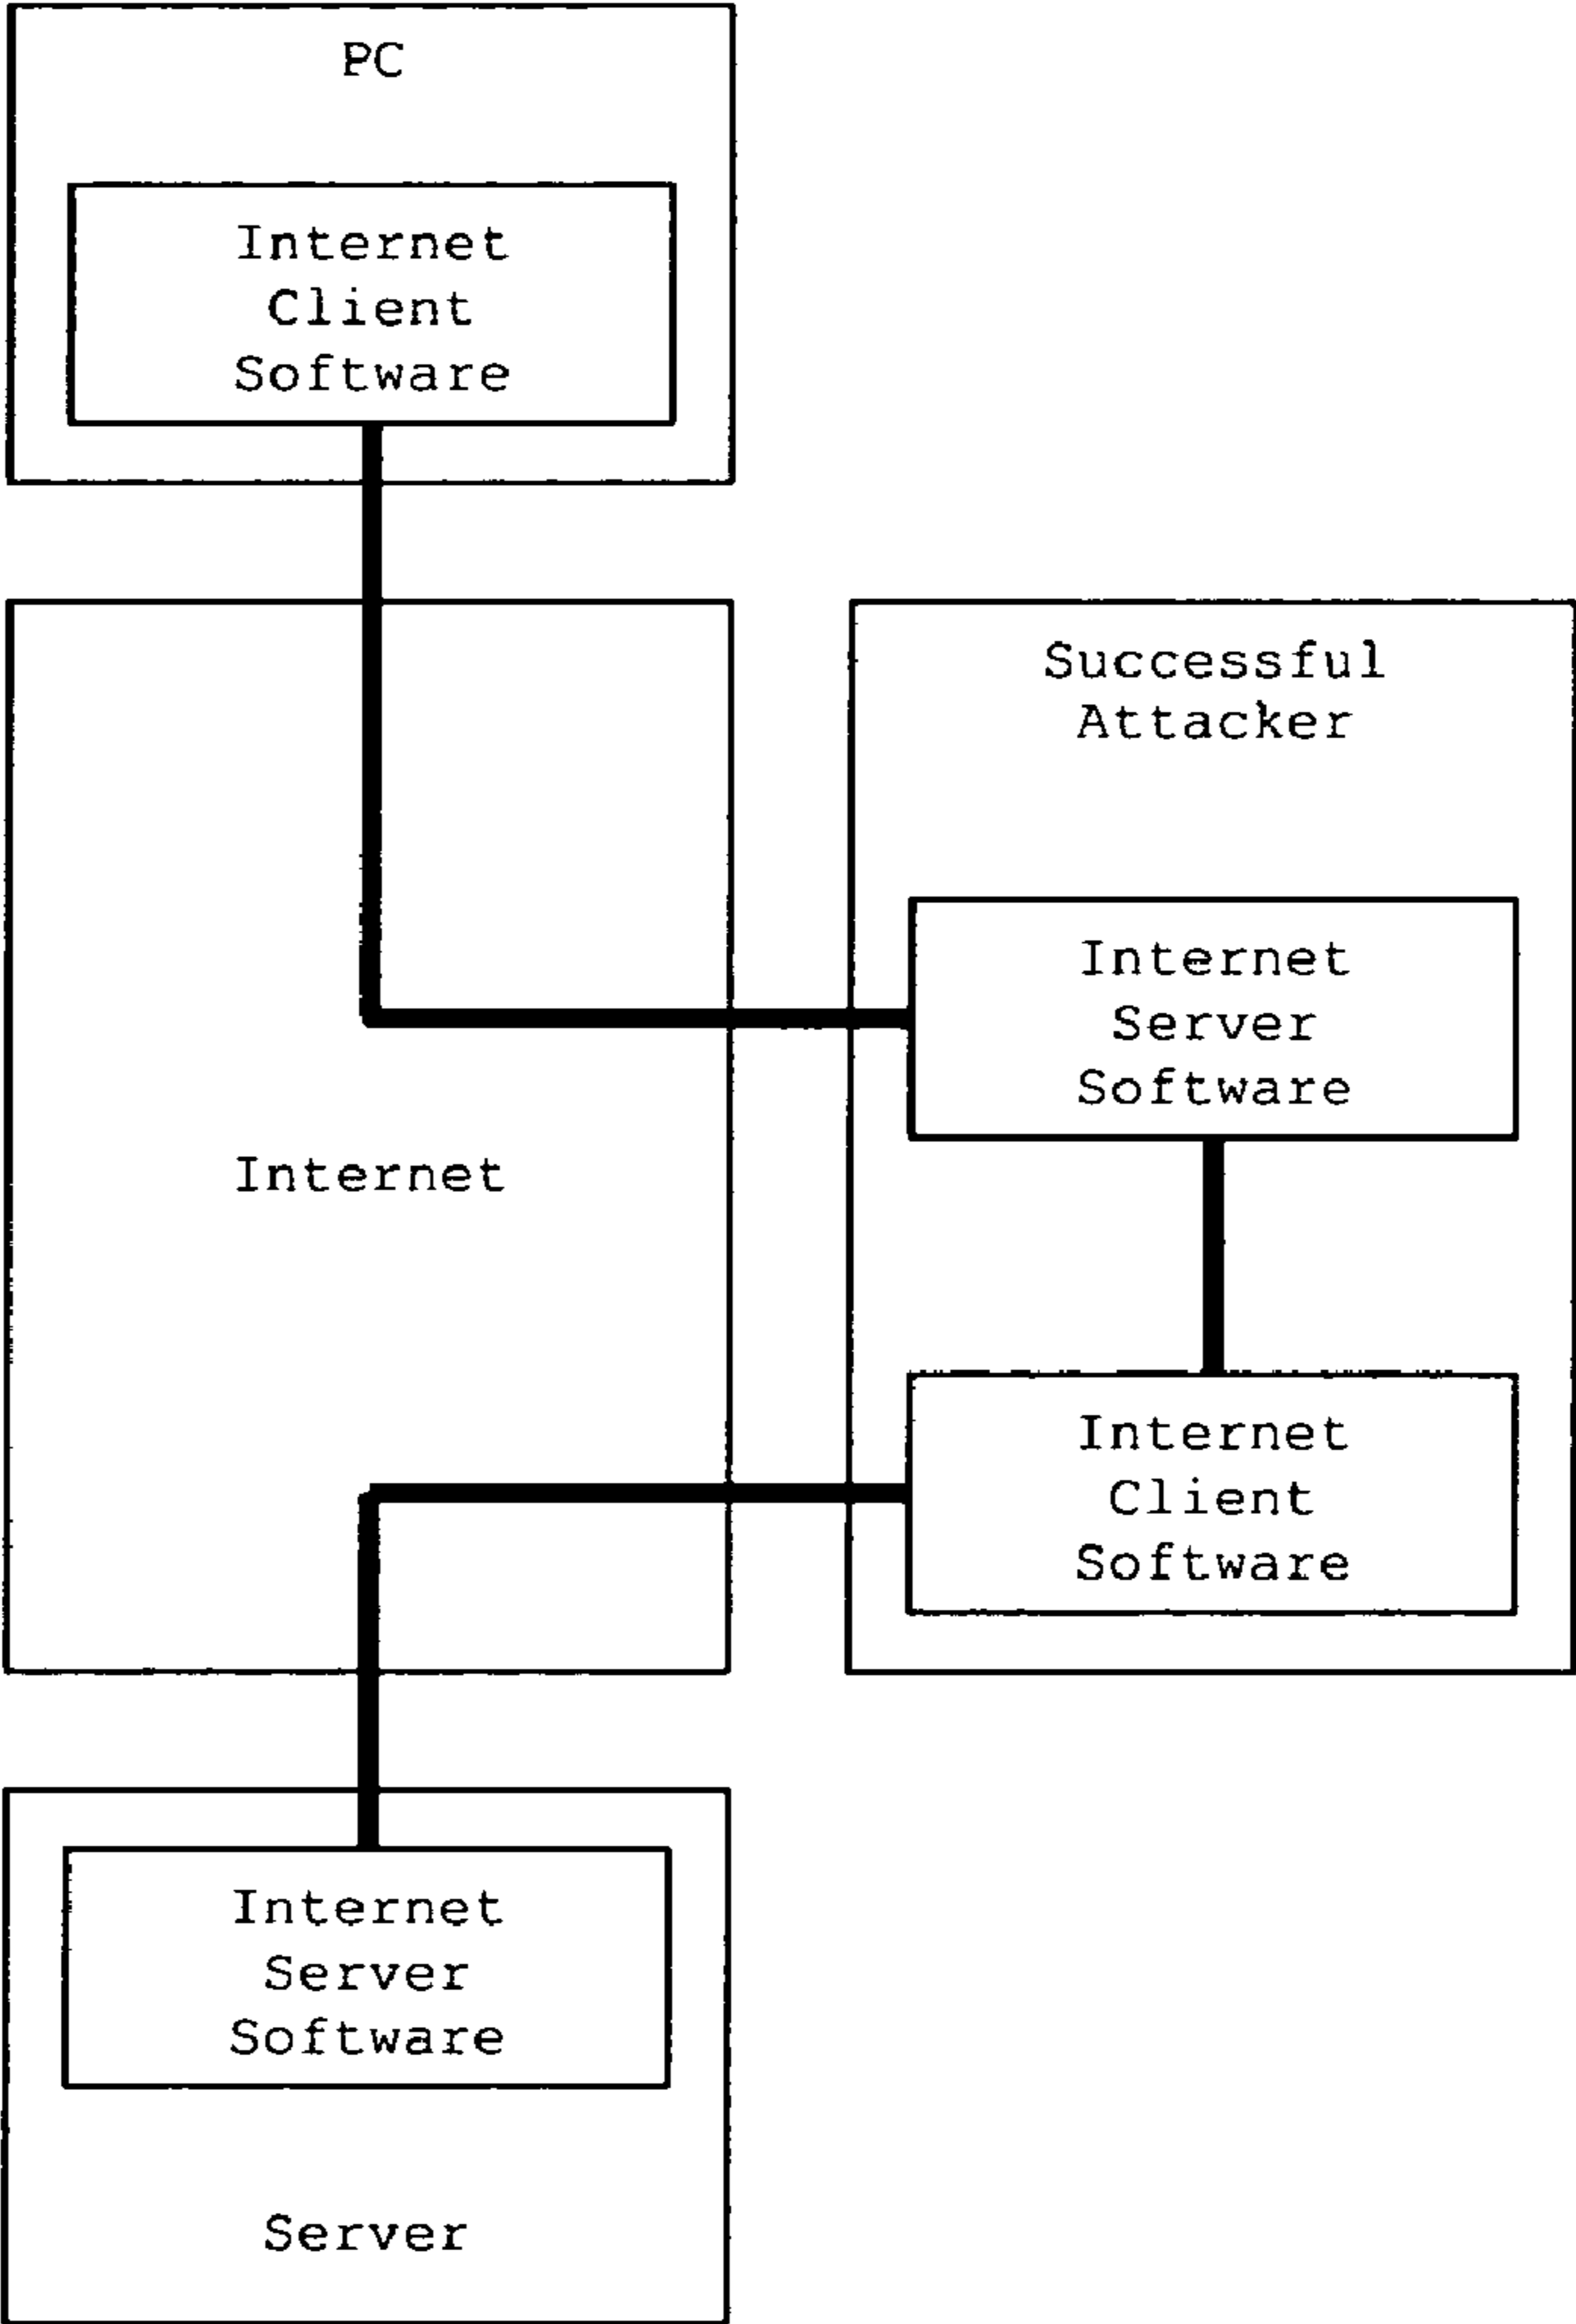 PC
Internet
Client
Software
Successful
Attacker
Internet
Server
Software
Internet
Internet
Client
Software
Internet
Server
Software
Server